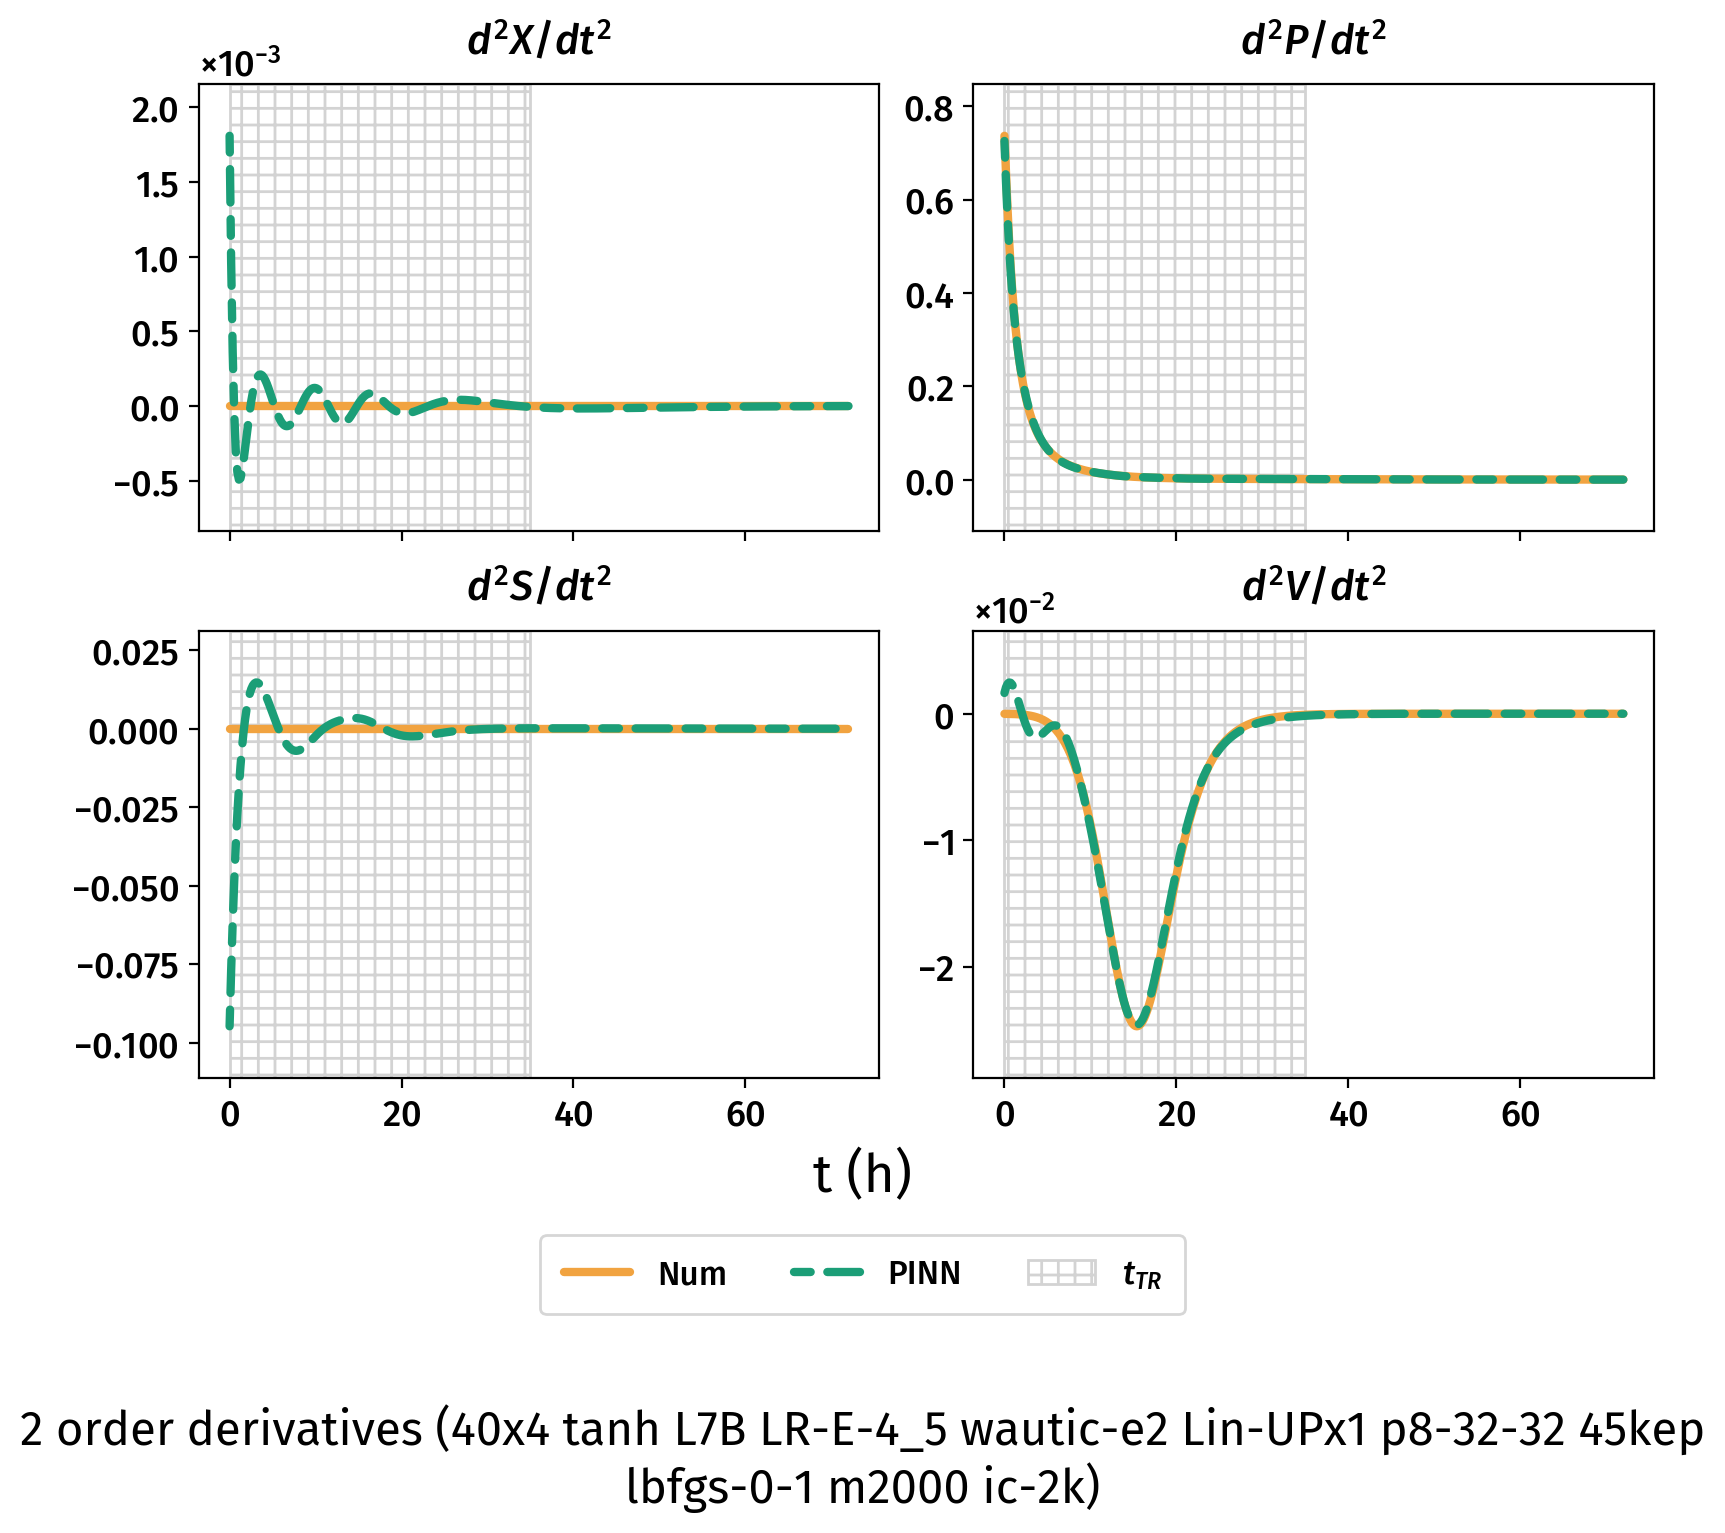 d²X/dt²
×10⁻³
2.0
1.5
1.0
0.5
0.0
−0.5
d²P/dt²
0.8
0.6
0.4
0.2
0.0
d²S/dt²
0.025
0.000
−0.025
−0.050
−0.075
−0.100
0 20 40 60
d²V/dt²
×10⁻²
0
−1
−2
0 20 40 60
t (h)
Num PINN t_TR
2 order derivatives (40x4 tanh L7B LR-E-4_5 wautic-e2 Lin-UPx1 p8-32-32 45kep
lbfgs-0-1 m2000 ic-2k)